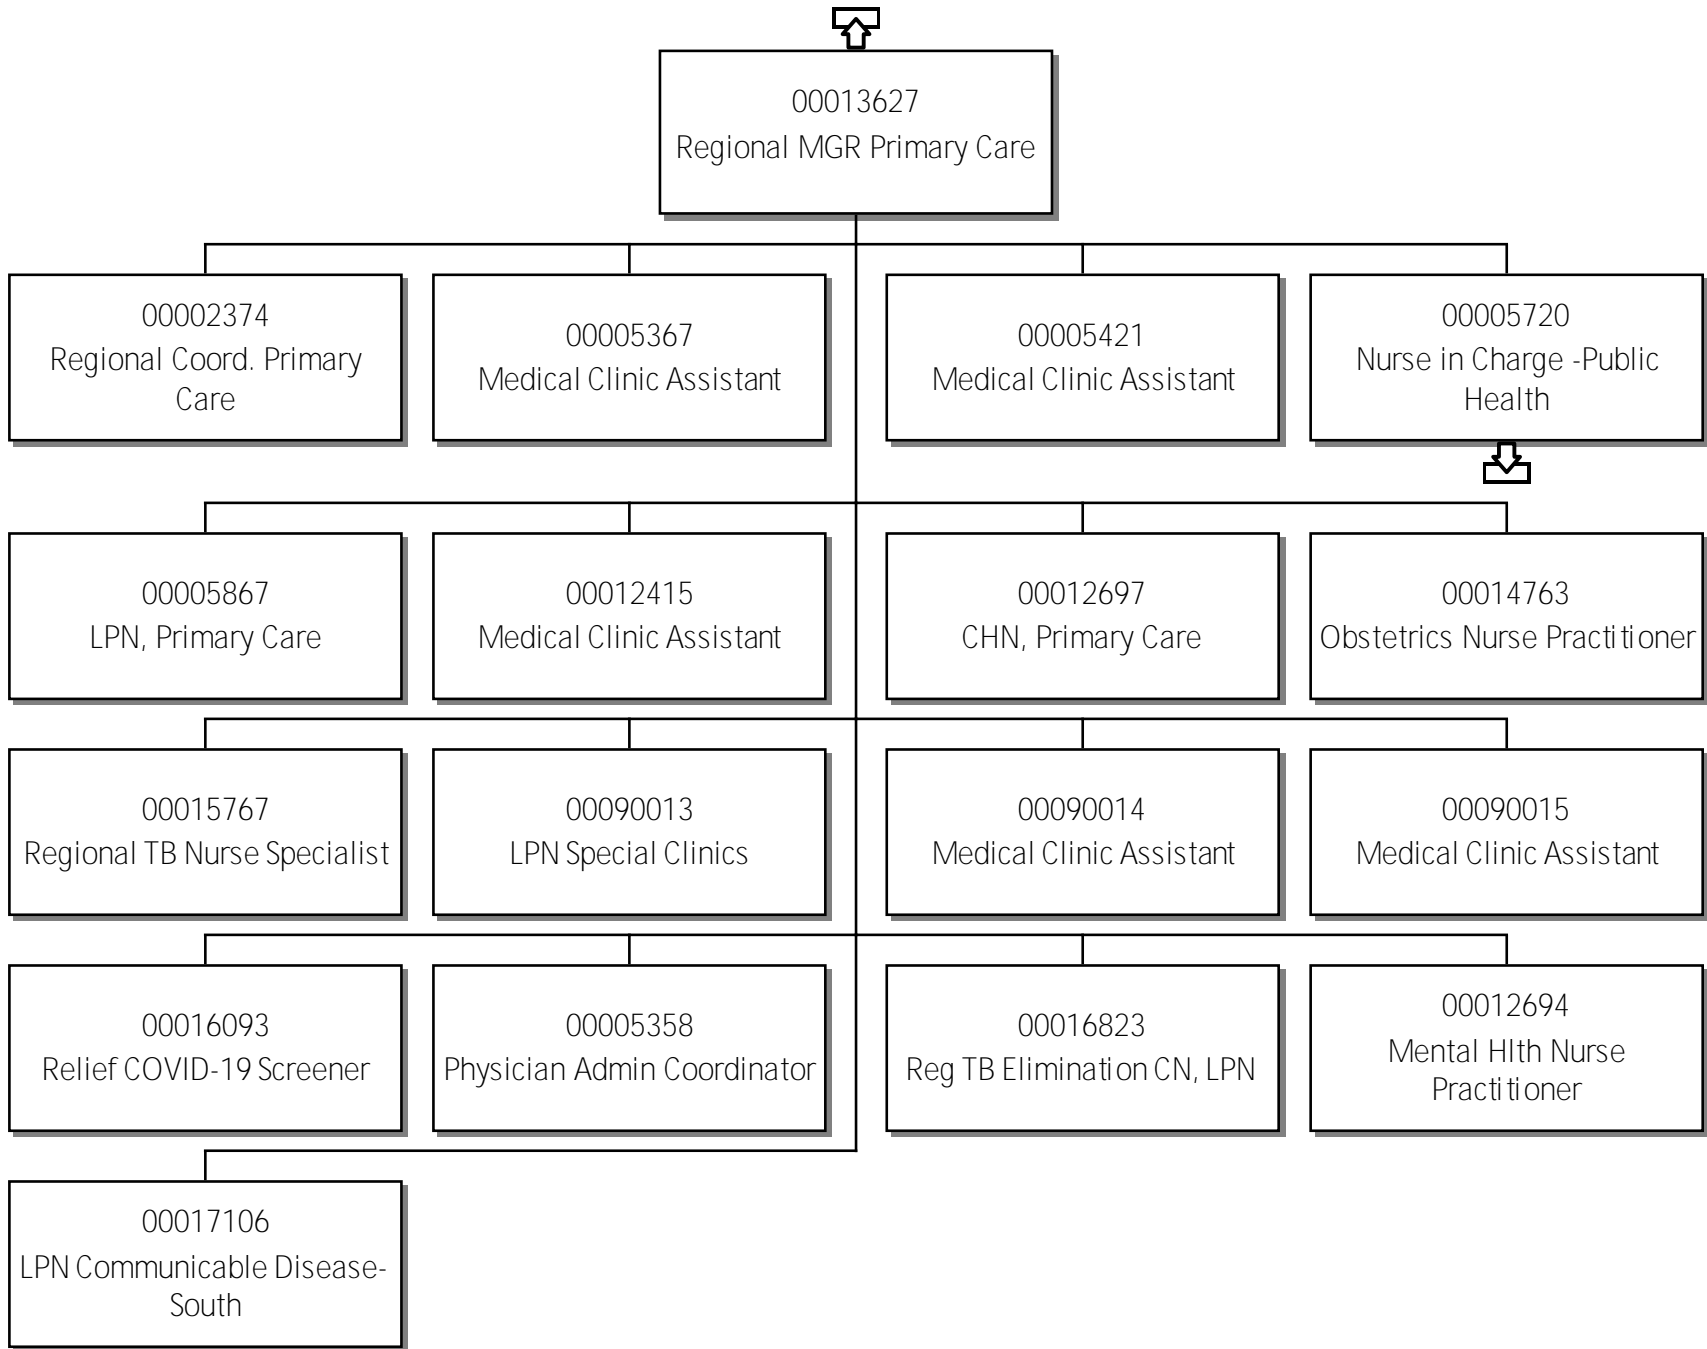 00013627
Regional MGR Primary Care
00002374
Regional Coord. Primary
Care
00005367
Medical Clinic Assistant
00005421
Medical Clinic Assistant
00005720
Nurse in Charge -Public
Health
00005867
LPN, Primary Care
00012415
Medical Clinic Assistant
00012697
CHN, Primary Care
00014763
Obstetrics Nurse Practitioner
00015767
Regional TB Nurse Specialist
00090013
LPN Special Clinics
00090014
Medical Clinic Assistant
00090015
Medical Clinic Assistant
00016093
Relief COVID-19 Screener
00005358
Physician Admin Coordinator
00016823
Reg TB Elimination CN, LPN
00012694
Mental Hlth Nurse
Practitioner
00017106
LPN Communicable Disease-
South